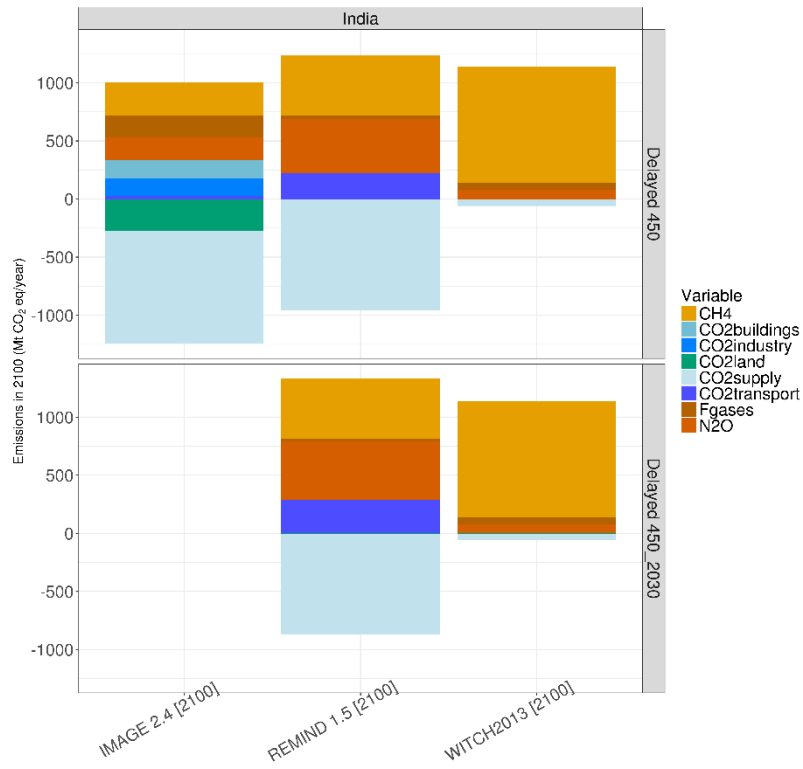 India
1000
500
0
-500
-1000
Delayed 450
1000
500
0
-500
-1000
Delayed 450_2030
Emissions in 2100 (Mt CO₂ eq/year)
IMAGE 2.4 [2100]
REMIND 1.5 [2100]
WITCH2013 [2100]
Variable
CH4
CO2buildings
CO2industry
CO2land
CO2supply
CO2transport
Fgases
N2O